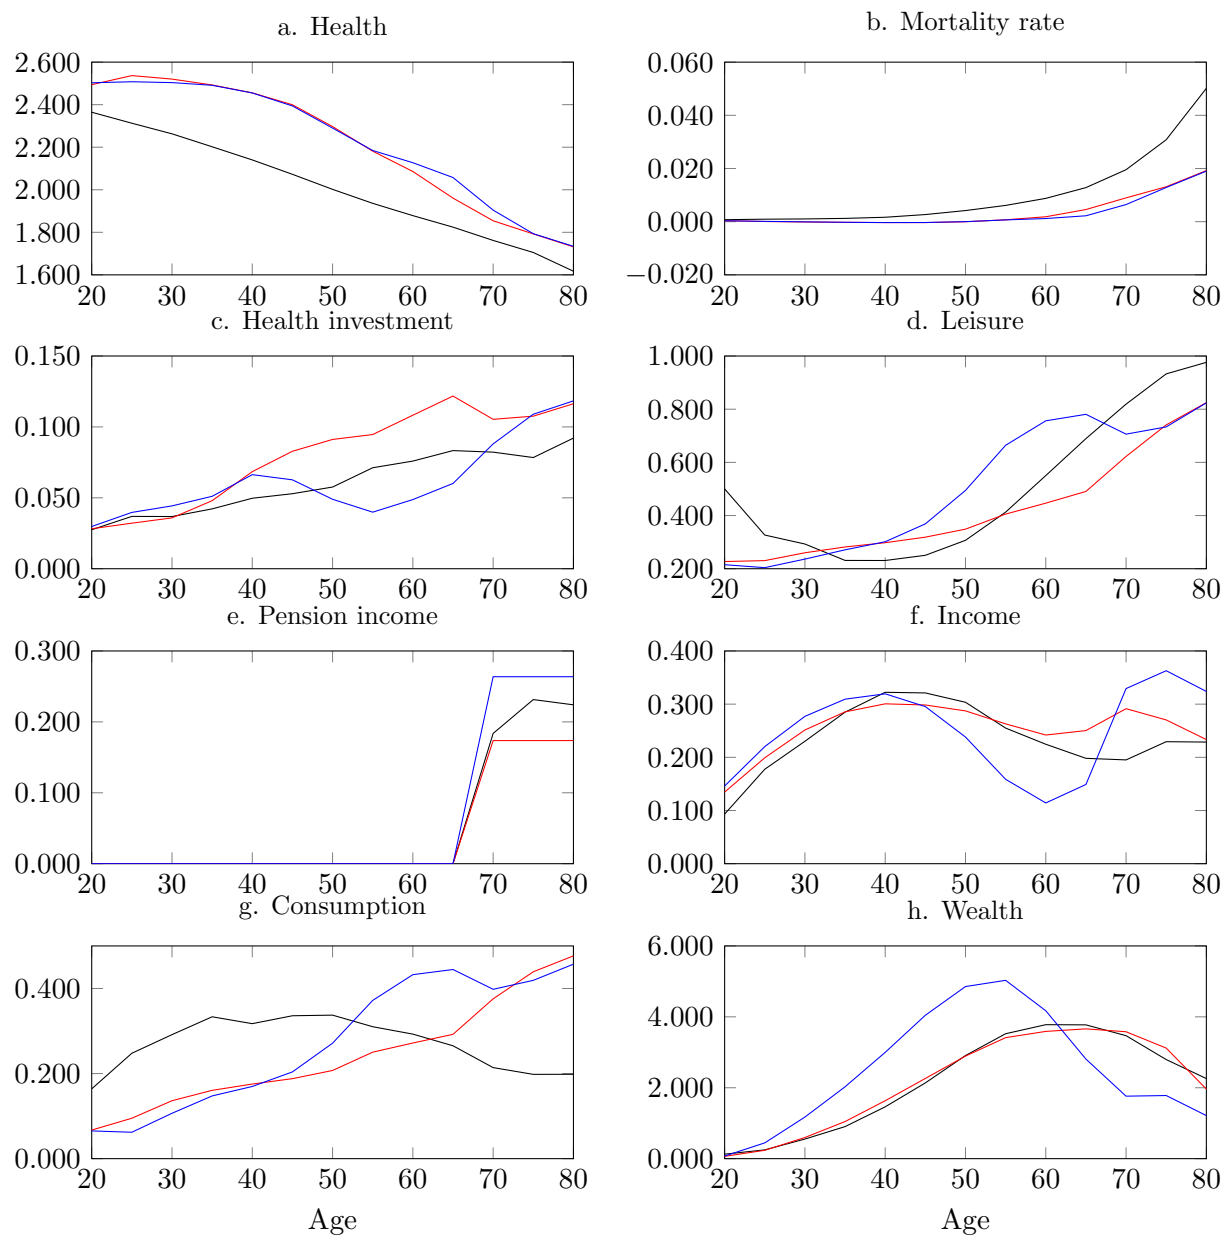 a. Health
2.600
2.400
2.200
2.000
1.800
1.600
20 30 40 50 60 70 80
b. Mortality rate
0.060
0.040
0.020
0.000
−0.020
20 30 40 50 60 70 80
c. Health investment
0.150
0.100
0.050
0.000
20 30 40 50 60 70 80
d. Leisure
1.000
0.800
0.600
0.400
0.200
20 30 40 50 60 70 80
e. Pension income
0.300
0.200
0.100
0.000
20 30 40 50 60 70 80
f. Income
0.400
0.300
0.200
0.100
0.000
20 30 40 50 60 70 80
g. Consumption
0.400
0.200
0.000
20 30 40 50 60 70 80
Age
h. Wealth
6.000
4.000
2.000
0.000
20 30 40 50 60 70 80
Age